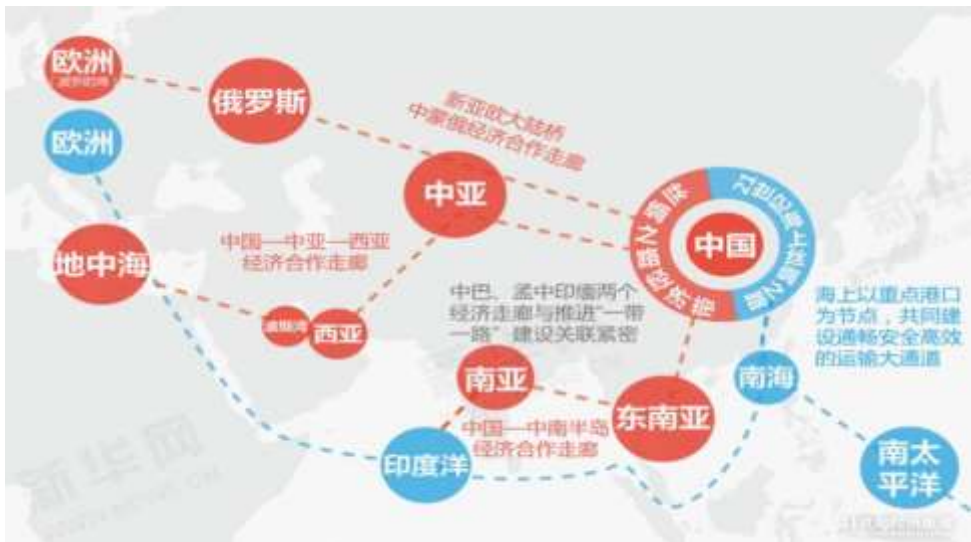 欧洲
欧洲
俄罗斯
新亚欧大陆桥
中蒙俄经济合作走廊
中亚
丝绸之路经济带
21世纪海上丝绸之路
中国
地中海
中国—中亚—西亚
经济合作走廊
波斯湾
西亚
中巴、孟中印缅两个
经济走廊与推进“一带
一路”建设关联紧密
海上以重点港口
为节点，共同建
设通畅安全高效
的运输大通道
南亚
东南亚
南海
中国—中南半岛
经济合作走廊
印度洋
南太
平洋
新华网